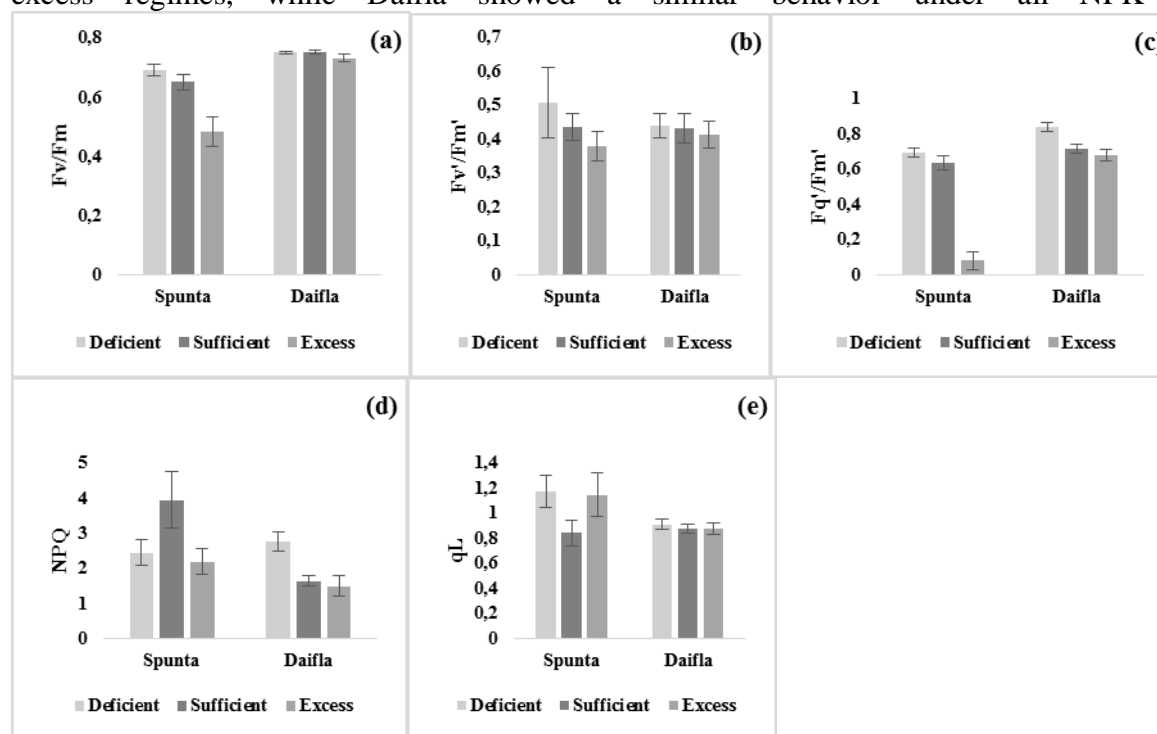 excess regimes, while Daifla showed a similar behavior under all NPK
(a)
0,8
0,6
0,4
0,2
0
Fv/Fm
Spunta Daifla
Deficient Sufficient Excess
(b)
0,7
0,6
0,5
0,4
0,3
0,2
0,1
0
Fv'/Fm'
Spunta Daifla
Deficent Sufficient Excess
(c)
1
0,8
0,6
0,4
0,2
0
Fq'/Fm'
Spunta Daifla
Deficient Sufficient Excess
(d)
5
4
3
2
1
0
NPQ
Spunta Daifla
Deficient Sufficient Excess
(e)
1,4
1,2
1
0,8
0,6
0,4
0,2
0
qL
Spunta Daifla
Deficient Sufficient Excess